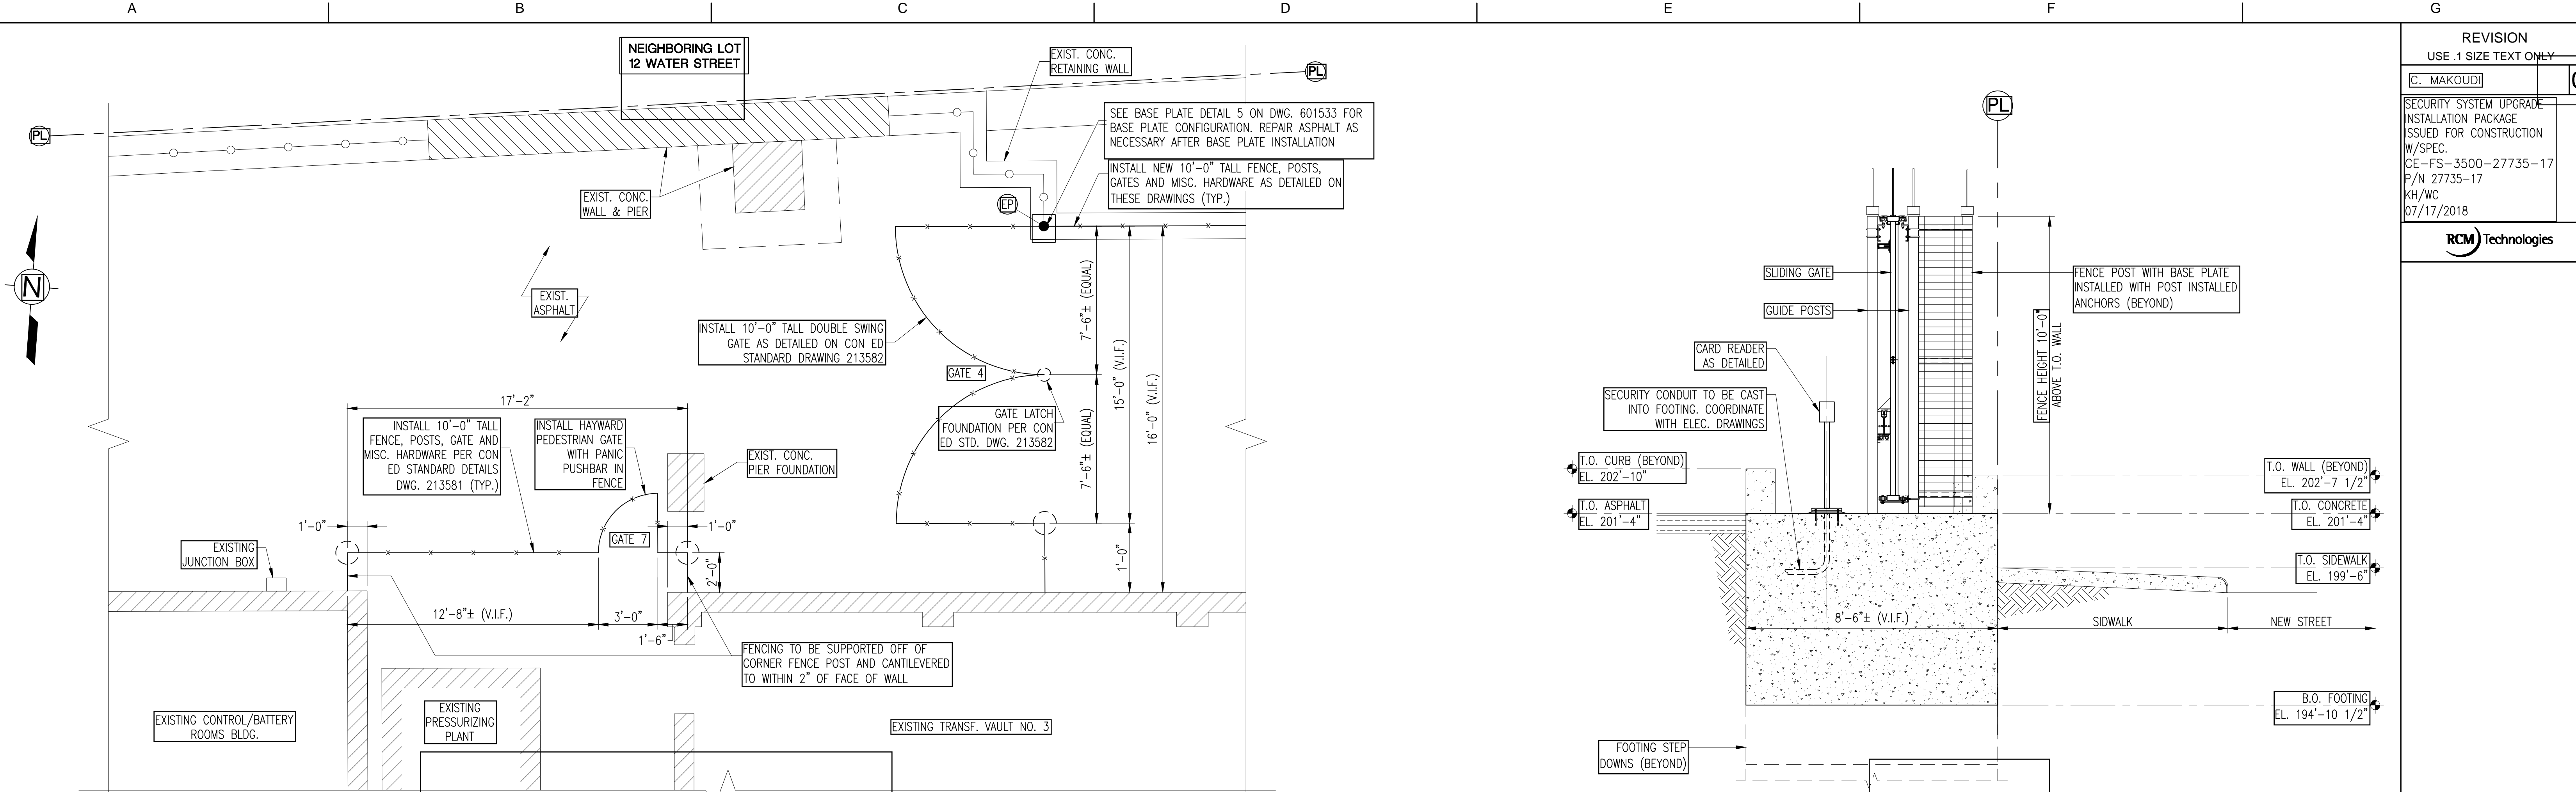 A
B
C
D
E
F
G
NEIGHBORING LOT
12 WATER STREET
PL
PL
EXIST. CONC.
RETAINING WALL
SEE BASE PLATE DETAIL 5 ON DWG. 601533 FOR
BASE PLATE CONFIGURATION. REPAIR ASPHALT AS
NECESSARY AFTER BASE PLATE INSTALLATION
INSTALL NEW 10'-0" TALL FENCE, POSTS,
GATES AND MISC. HARDWARE AS DETAILED ON
THESE DRAWINGS (TYP.)
EXIST. CONC.
WALL & PIER
EP
N
EXIST.
ASPHALT
INSTALL 10'-0" TALL DOUBLE SWING
GATE AS DETAILED ON CON ED
STANDARD DRAWING 213582
GATE 4
GATE LATCH
FOUNDATION PER CON
ED STD. DWG. 213582
7'-6"± (EQUAL)
7'-6"± (EQUAL)
15'-0" (V.I.F.)
16'-0" (V.I.F.)
1'-0"
17'-2"
INSTALL 10'-0" TALL
FENCE, POSTS, GATE AND
MISC. HARDWARE PER CON
ED STANDARD DETAILS
DWG. 213581 (TYP.)
INSTALL HAYWARD
PEDESTRIAN GATE
WITH PANIC
PUSHBAR IN
FENCE
EXIST. CONC.
PIER FOUNDATION
1'-0"
1'-0"
EXISTING
JUNCTION BOX
GATE 7
2'-0"
12'-8"± (V.I.F.)
3'-0"
1'-6"
FENCING TO BE SUPPORTED OFF OF
CORNER FENCE POST AND CANTILEVERED
TO WITHIN 2" OF FACE OF WALL
EXISTING CONTROL/BATTERY
ROOMS BLDG.
EXISTING
PRESSURIZING
PLANT
EXISTING TRANSF. VAULT NO. 3
PL
SLIDING GATE
GUIDE POSTS
CARD READER
AS DETAILED
SECURITY CONDUIT TO BE CAST
INTO FOOTING. COORDINATE
WITH ELEC. DRAWINGS
FENCE POST WITH BASE PLATE
INSTALLED WITH POST INSTALLED
ANCHORS (BEYOND)
FENCE HEIGHT 10'-0"
ABOVE T.O. WALL
T.O. CURB (BEYOND)
EL. 202'-10"
T.O. ASPHALT
EL. 201'-4"
T.O. WALL (BEYOND)
EL. 202'-7 1/2"
T.O. CONCRETE
EL. 201'-4"
T.O. SIDEWALK
EL. 199'-6"
8'-6"± (V.I.F.)
SIDWALK
NEW STREET
B.O. FOOTING
EL. 194'-10 1/2"
FOOTING STEP
DOWNS (BEYOND)
REVISION
USE .1 SIZE TEXT ONLY
C. MAKOUDI
SECURITY SYSTEM UPGRADE
INSTALLATION PACKAGE
ISSUED FOR CONSTRUCTION
W/SPEC.
CE-FS-3500-27735-17
P/N 27735-17
KH/WC
07/17/2018
RCM Technologies